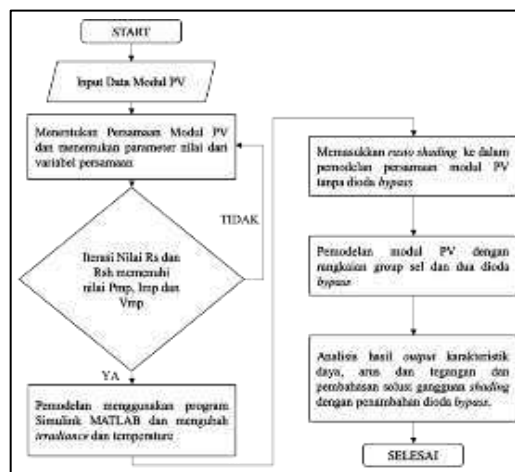 START
Input Data Modul PV
Menentukan Persamaan Modul PV
dan menentukan parameter nilai dari
variabel persamaan
TIDAK
Iterasi Nilai Rs dan
Rsh memenuhi
nilai Pmp, Imp dan
Vmp
YA
Pemodelan menggunakan program
Simulink MATLAB dan mengubah
irradiance dan temperature
Memasukkan rasio shading ke dalam
pemodelan persamaan modul PV
tanpa dioda bypass
Pemodelan modul PV dengan
rangkaian group sel dan dua dioda
bypass
Analisis hasil output karakteristik
daya, arus dan tegangan dan
pembahasan solusi gangguan shading
dengan penambahan dioda bypass.
SELESAI